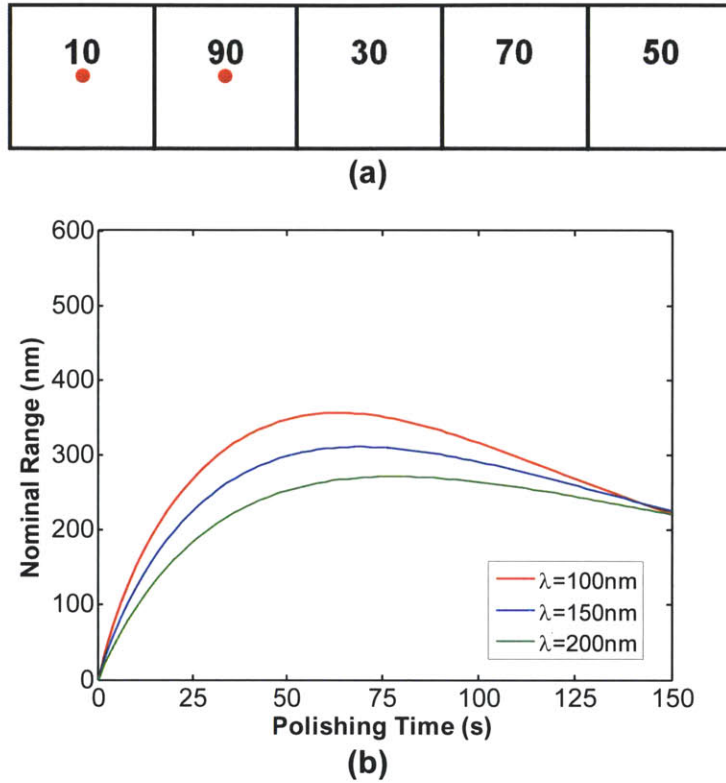 10 90 30 70 50
(a)
600
500
400
300
200
100
0
Nominal Range (nm)
λ=100nm
λ=150nm
λ=200nm
0 25 50 75 100 125 150
Polishing Time (s)
(b)